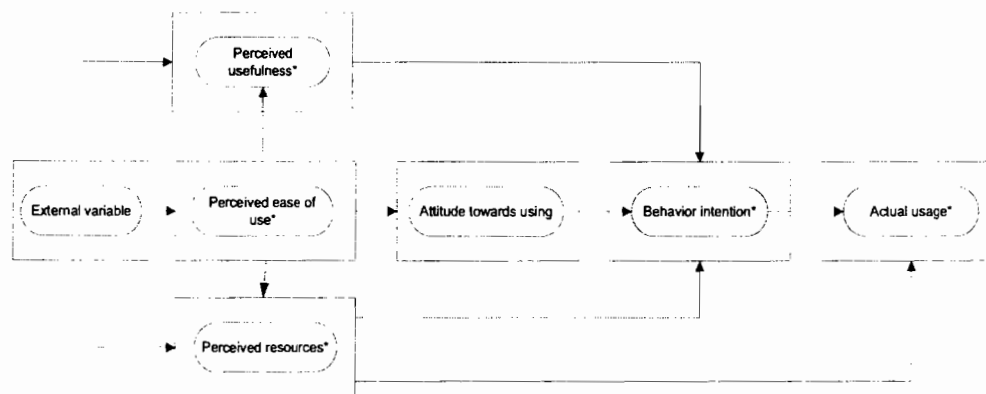 Perceived
usefulness*
External variable
Perceived ease of
use*
Attitude towards using
Behavior intention*
Actual usage*
Perceived resources*